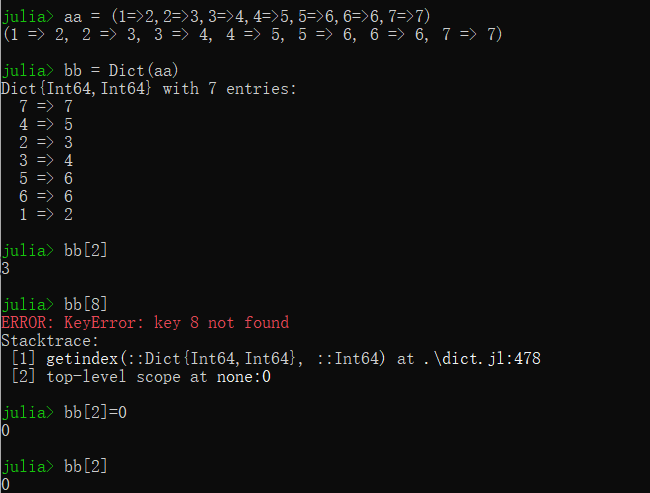 julia> aa = (1=>2,2=>3,3=>4,4=>5,5=>6,6=>6,7=>7)
(1 => 2, 2 => 3, 3 => 4, 4 => 5, 5 => 6, 6 => 6, 7 => 7)
julia> bb = Dict(aa)
Dict{Int64,Int64} with 7 entries:
  7 => 7
  4 => 5
  2 => 3
  3 => 4
  5 => 6
  6 => 6
  1 => 2
julia> bb[2]
3
julia> bb[8]
ERROR: KeyError: key 8 not found
Stacktrace:
 [1] getindex(::Dict{Int64,Int64}, ::Int64) at .\dict.jl:478
 [2] top-level scope at none:0
julia> bb[2]=0
0
julia> bb[2]
0